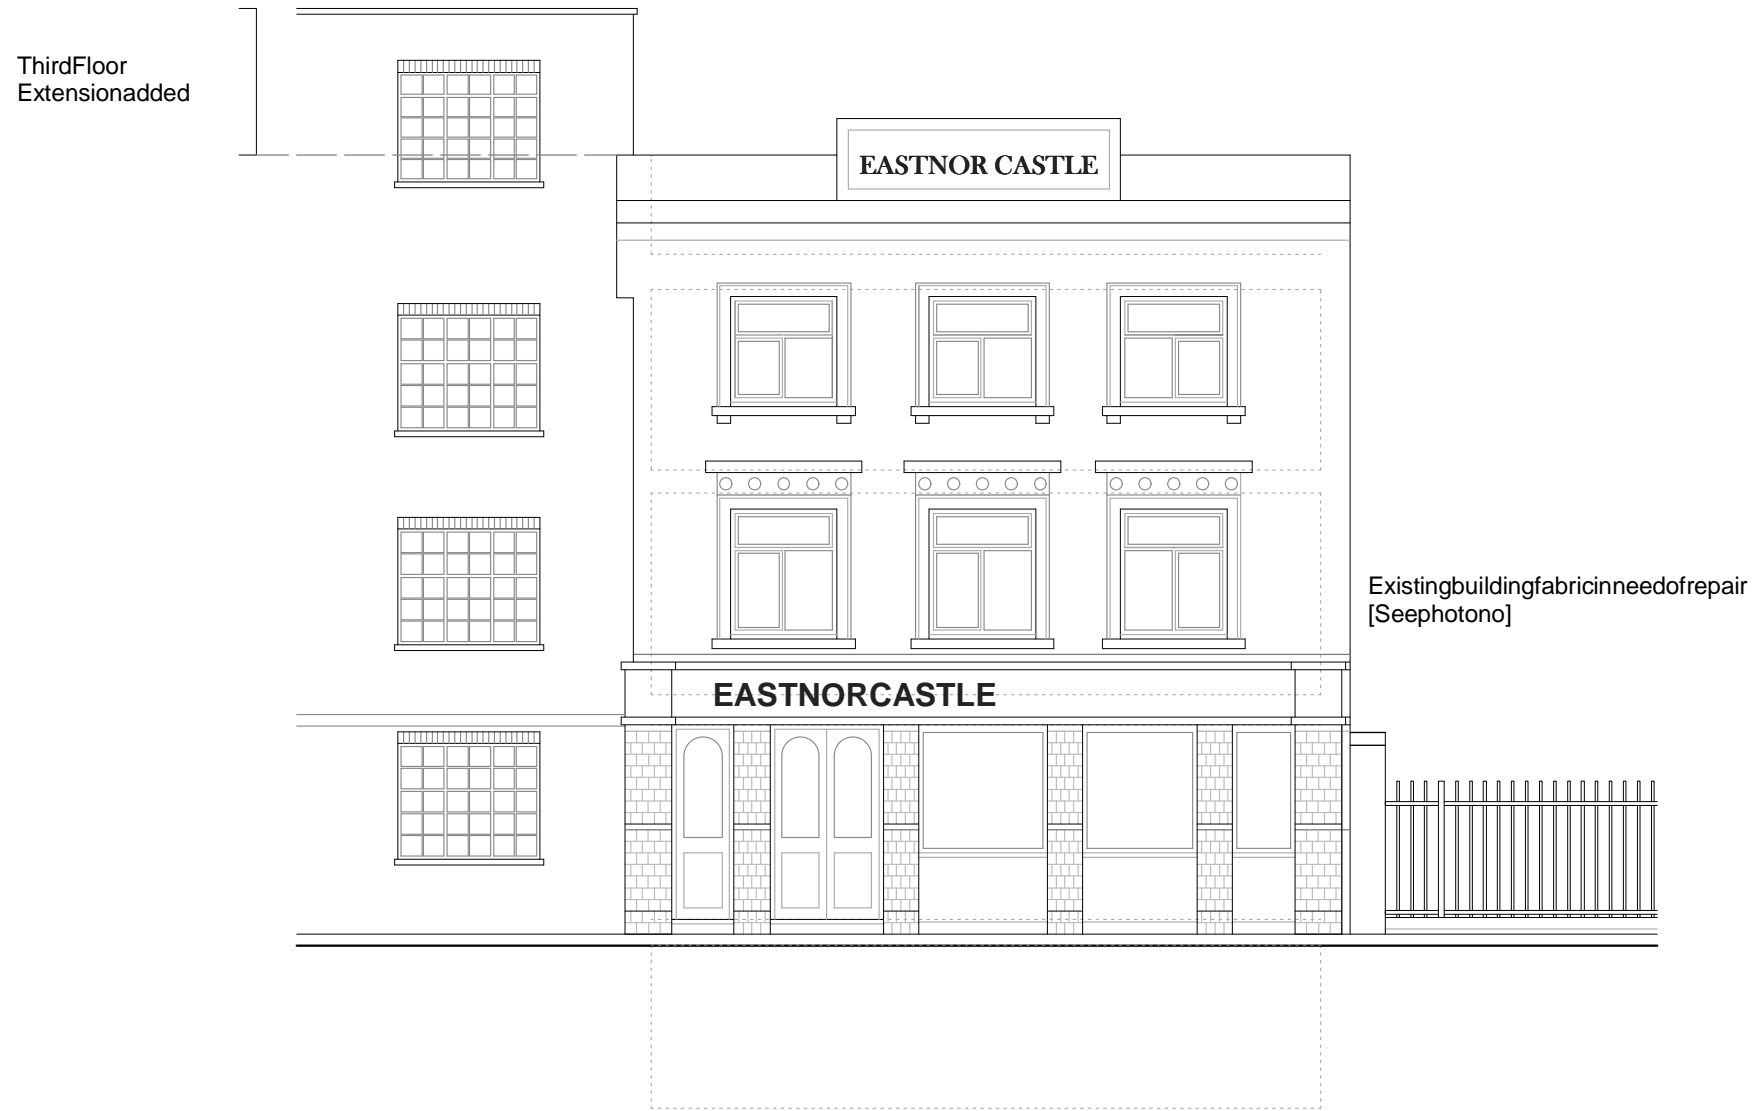 ThirdFloor
Extensionadded
EASTNOR CASTLE
Existingbuildingfabricinneedofrepair
[Seephotono]
EASTNORCASTLE